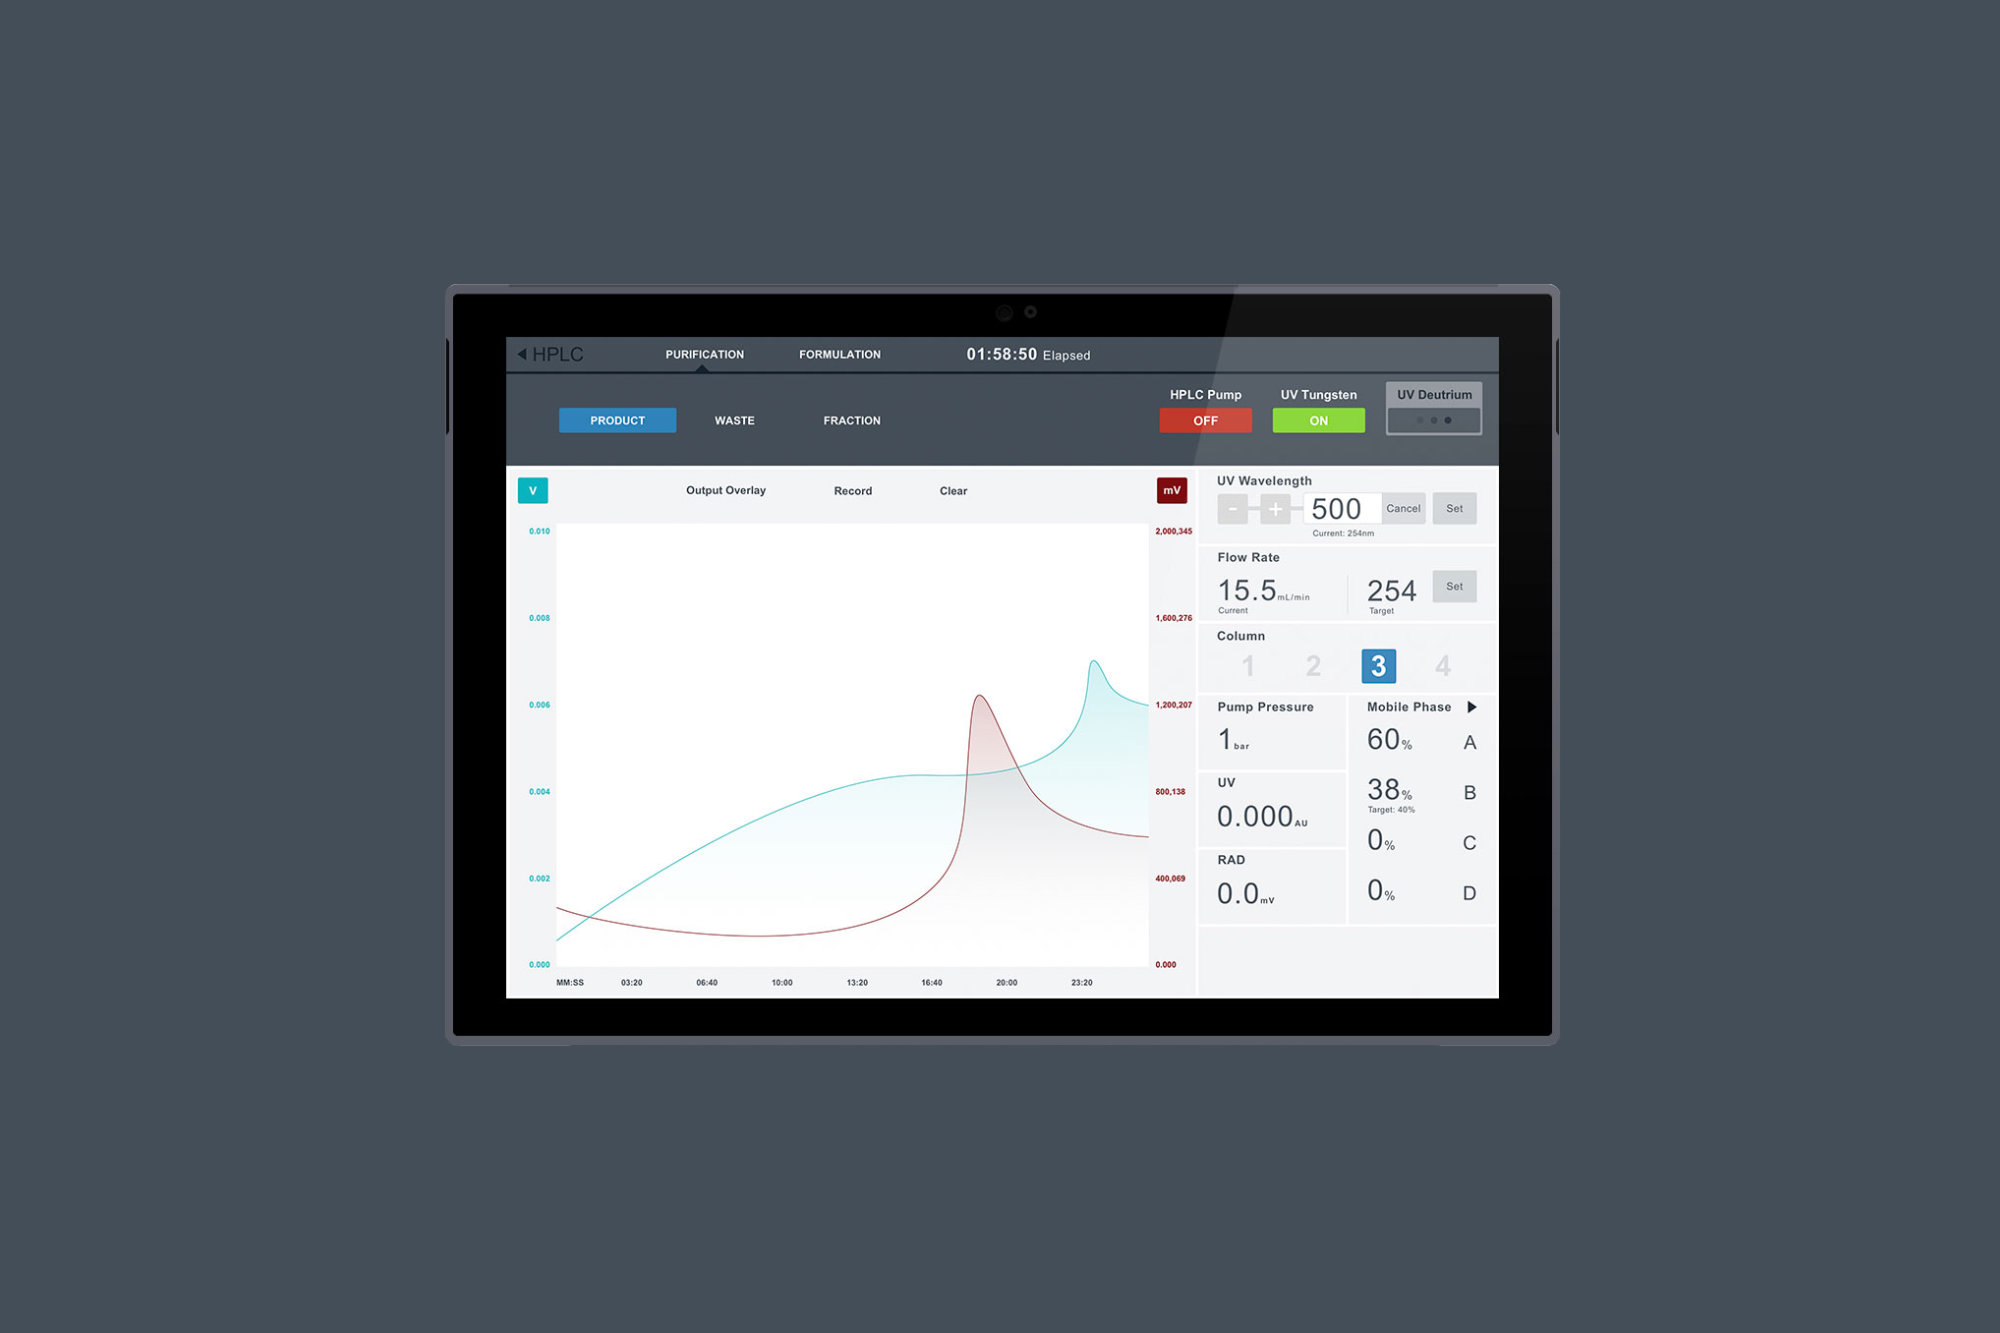 HPLC PURIFICATION FORMULATION 01:58:50 Elapsed
HPLC Pump UV Tungsten UV Deutrium
PRODUCT WASTE FRACTION OFF ON
V Output Overlay Record Clear mV
0.010
0.008
0.006
0.004
0.002
0.000
2,000,345
1,600,276
1,200,207
800,138
400,069
0.000
MM:SS 03:20 06:40 10:00 13:20 16:40 20:00 23:20
UV Wavelength
- + 500 Cancel Set
Current: 254nm
Flow Rate
15.5 mL/min 254 Set
Current Target
Column
1 2 3 4
Pump Pressure
1 bar
UV
0.000 AU
RAD
0.0 mV
Mobile Phase
60% A
38% B
Target: 40%
0% C
0% D